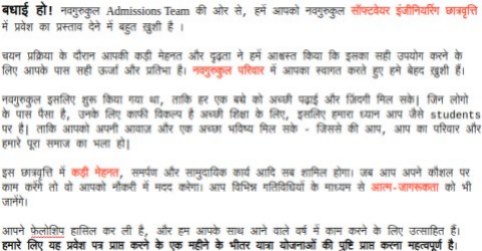 बधाई हो! नवगुरुकुल Admissions Team की ओर से, हमें आपको नवगुरुकुल सॉफ्टवेयर इंजीनियरिंग छात्रवृत्ति
में प्रवेश का प्रस्ताव देने में बहुत ख़ुशी है ।
चयन प्रक्रिया के दौरान आपकी कड़ी मेहनत और दृढ़ता ने हमें आश्वस्त किया कि इसका सही उपयोग करने के
लिए आपके पास सही ऊर्जा और प्रतिभा है। नवगुरुकुल परिवार में आपका स्वागत करते हुए हमे बेहद ख़ुशी हैं।
नवगुरुकुल इसलिए शुरू किया गया था, ताकि हर एक बच्चे को अच्छी पढाई और ज़िंदगी मिल सके| जिन लोगो
के पास पैसा है, उनके लिए काफी विकल्प है अच्छी शिक्षा के लिए, इसलिए हमारा ध्यान आप जैसे students
पर है| ताकि आपको अपनी आवाज़ और एक अच्छा भविष्य मिल सके - जिससे की आप, आप का परिवार और
हमारे पूरा समाज का भला हो|
इस छात्रवृत्ति में कड़ी मेहनत, समर्पण और सामुदायिक कार्य आदि सब शामिल होगा। जब आप अपने कौशल पर
काम करेंगे तो वो आपको नौकरी में मदद करेगा। आप विभिन्न गतिविधियों के माध्यम से आत्म-जागरूकता को भी
जानेंगे।
आपने फ़ेलोशिप हासिल कर ली है, और हम आपके साथ आने वाले वर्ष में काम करने के लिए उत्साहित हैं।
हमारे लिए यह प्रवेश पत्र प्राप्त करने के एक महीने के भीतर यात्रा योजनाओं की पुष्टि प्राप्त करना महत्वपूर्ण है।